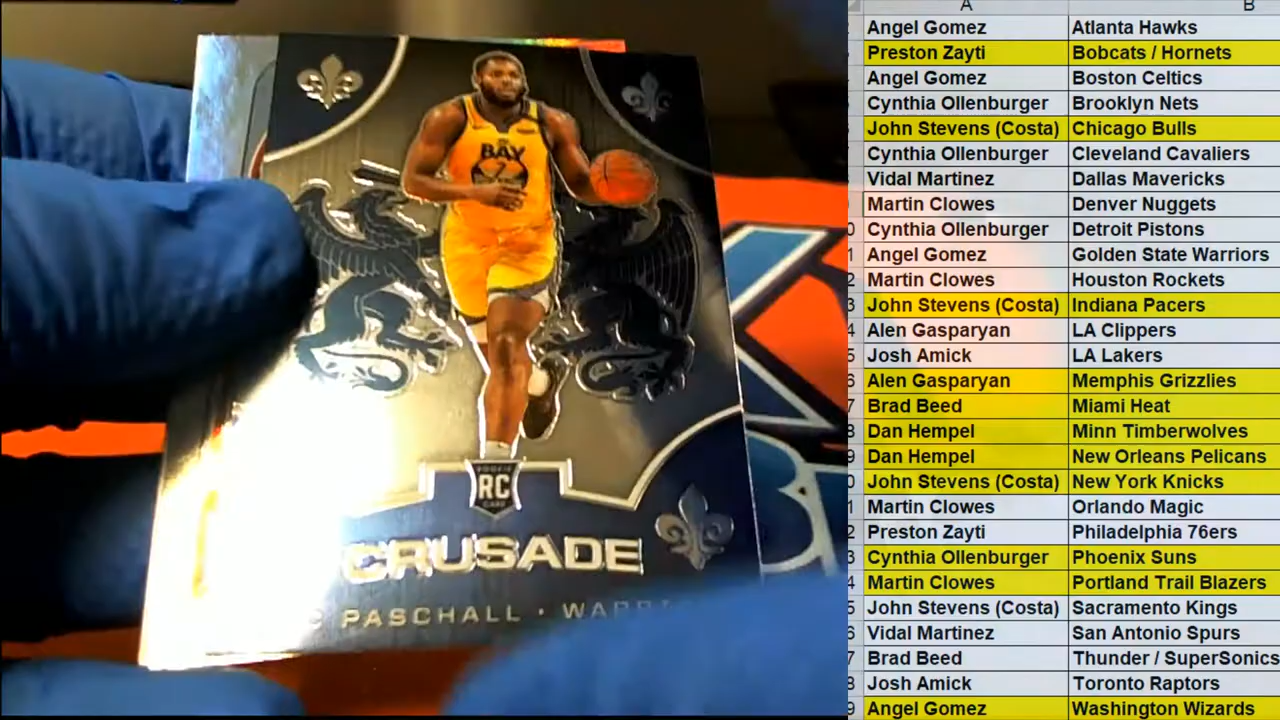 BAY
7
ROOKIE
RC
CARD
CRUSADE
PASCHALL · WARR
A B
Angel Gomez Atlanta Hawks
Preston Zayti Bobcats / Hornets
Angel Gomez Boston Celtics
Cynthia Ollenburger Brooklyn Nets
John Stevens (Costa) Chicago Bulls
Cynthia Ollenburger Cleveland Cavaliers
Vidal Martinez Dallas Mavericks
Martin Clowes Denver Nuggets
Cynthia Ollenburger Detroit Pistons
Angel Gomez Golden State Warriors
Martin Clowes Houston Rockets
John Stevens (Costa) Indiana Pacers
Alen Gasparyan LA Clippers
Josh Amick LA Lakers
Alen Gasparyan Memphis Grizzlies
Brad Beed Miami Heat
Dan Hempel Minn Timberwolves
Dan Hempel New Orleans Pelicans
John Stevens (Costa) New York Knicks
Martin Clowes Orlando Magic
Preston Zayti Philadelphia 76ers
Cynthia Ollenburger Phoenix Suns
Martin Clowes Portland Trail Blazers
John Stevens (Costa) Sacramento Kings
Vidal Martinez San Antonio Spurs
Brad Beed Thunder / SuperSonics
Josh Amick Toronto Raptors
Angel Gomez Washington Wizards